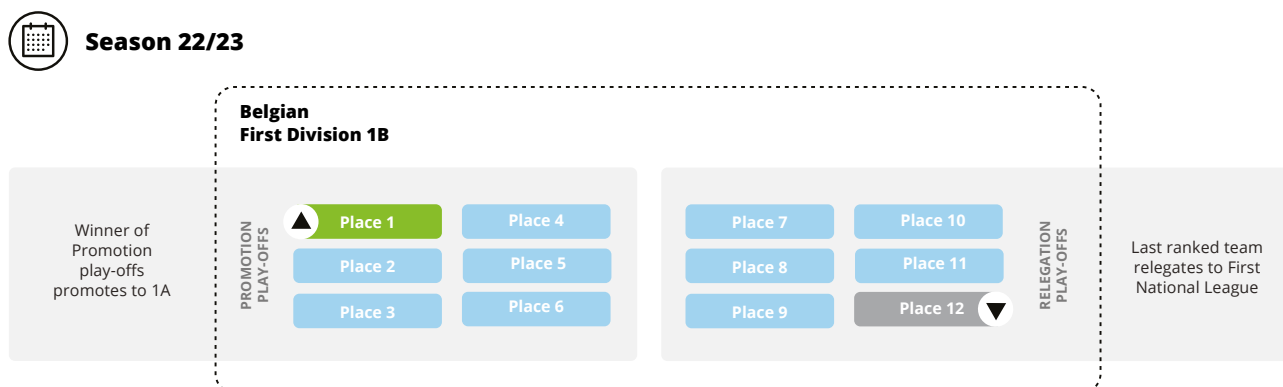 Season 22/23
Belgian
First Division 1B
Winner of
Promotion
play-offs
promotes to 1A
PROMOTION
PLAY-OFFS
Place 1
Place 2
Place 3
Place 4
Place 5
Place 6
Place 7
Place 8
Place 9
Place 10
Place 11
Place 12
RELEGATION
PLAY-OFFS
Last ranked team
relegates to First
National League